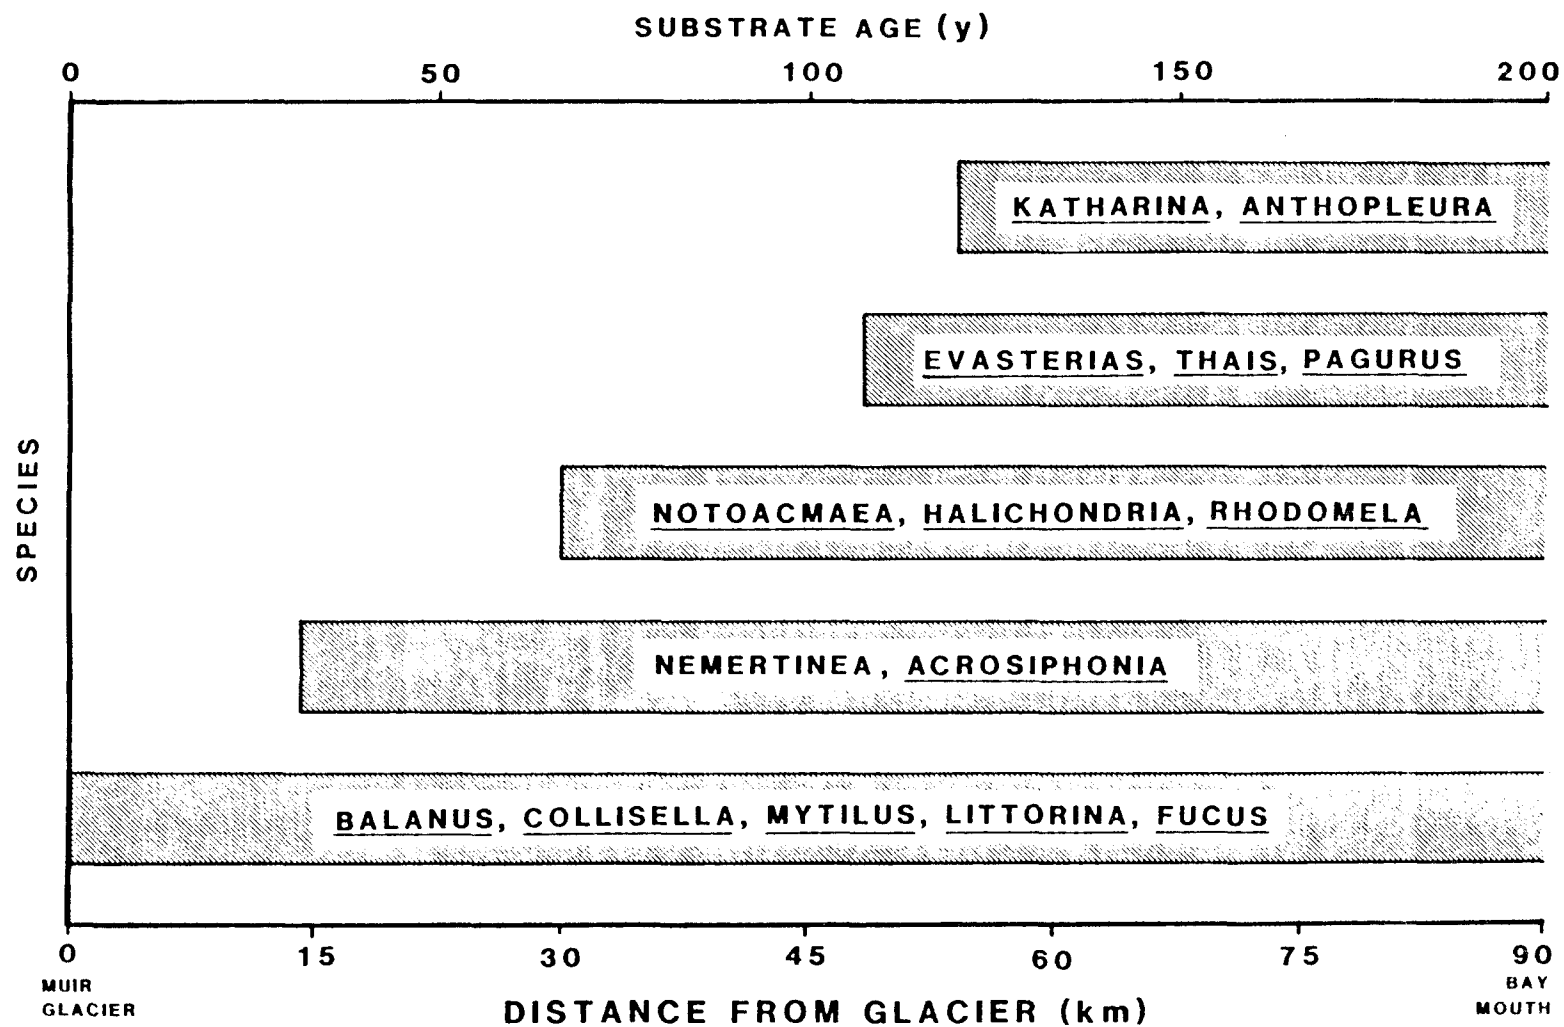 SUBSTRATE AGE (y)
0 50 100 150 200
KATHARINA, ANTHOPLEURA
EVASTERIAS, THAIS, PAGURUS
SPECIES
NOTOACMAEA, HALICHONDRIA, RHODOMELA
NEMERTINEA, ACROSIPHONIA
BALANUS, COLLISELLA, MYTILUS, LITTORINA, FUCUS
0 15 30 45 60 75 90
MUIR
GLACIER
BAY
MOUTH
DISTANCE FROM GLACIER (km)